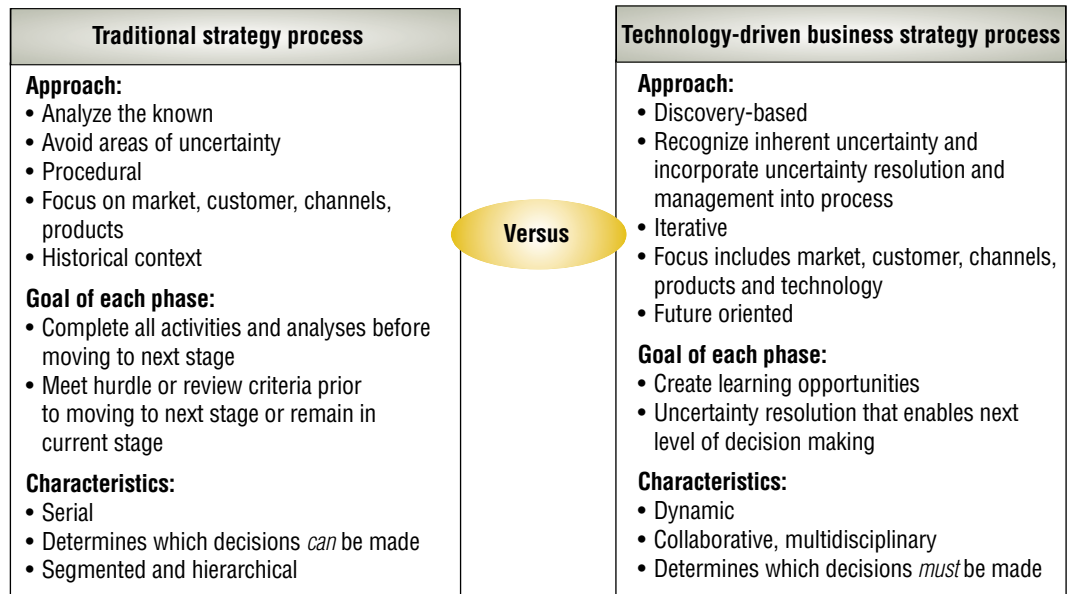 Traditional strategy process
Approach:
• Analyze the known
• Avoid areas of uncertainty
• Procedural
• Focus on market, customer, channels,
products
• Historical context
Goal of each phase:
• Complete all activities and analyses before
moving to next stage
• Meet hurdle or review criteria prior
to moving to next stage or remain in
current stage
Characteristics:
• Serial
• Determines which decisions can be made
• Segmented and hierarchical
Versus
Technology-driven business strategy process
Approach:
• Discovery-based
• Recognize inherent uncertainty and
incorporate uncertainty resolution and
management into process
• Iterative
• Focus includes market, customer, channels,
products and technology
• Future oriented
Goal of each phase:
• Create learning opportunities
• Uncertainty resolution that enables next
level of decision making
Characteristics:
• Dynamic
• Collaborative, multidisciplinary
• Determines which decisions must be made